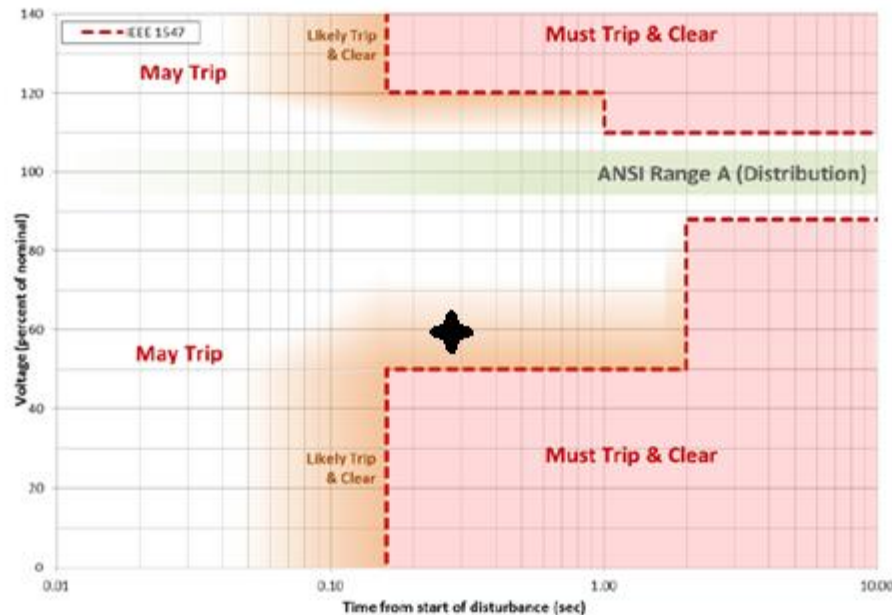 140
120
100
80
60
40
20
0
Voltage (percent of nominal)
IEEE 1547
May Trip
Likely Trip
& Clear
Must Trip & Clear
ANSI Range A (Distribution)
May Trip
Likely Trip
& Clear
Must Trip & Clear
0.01
0.10
1.00
10.00
Time from start of disturbance (sec)